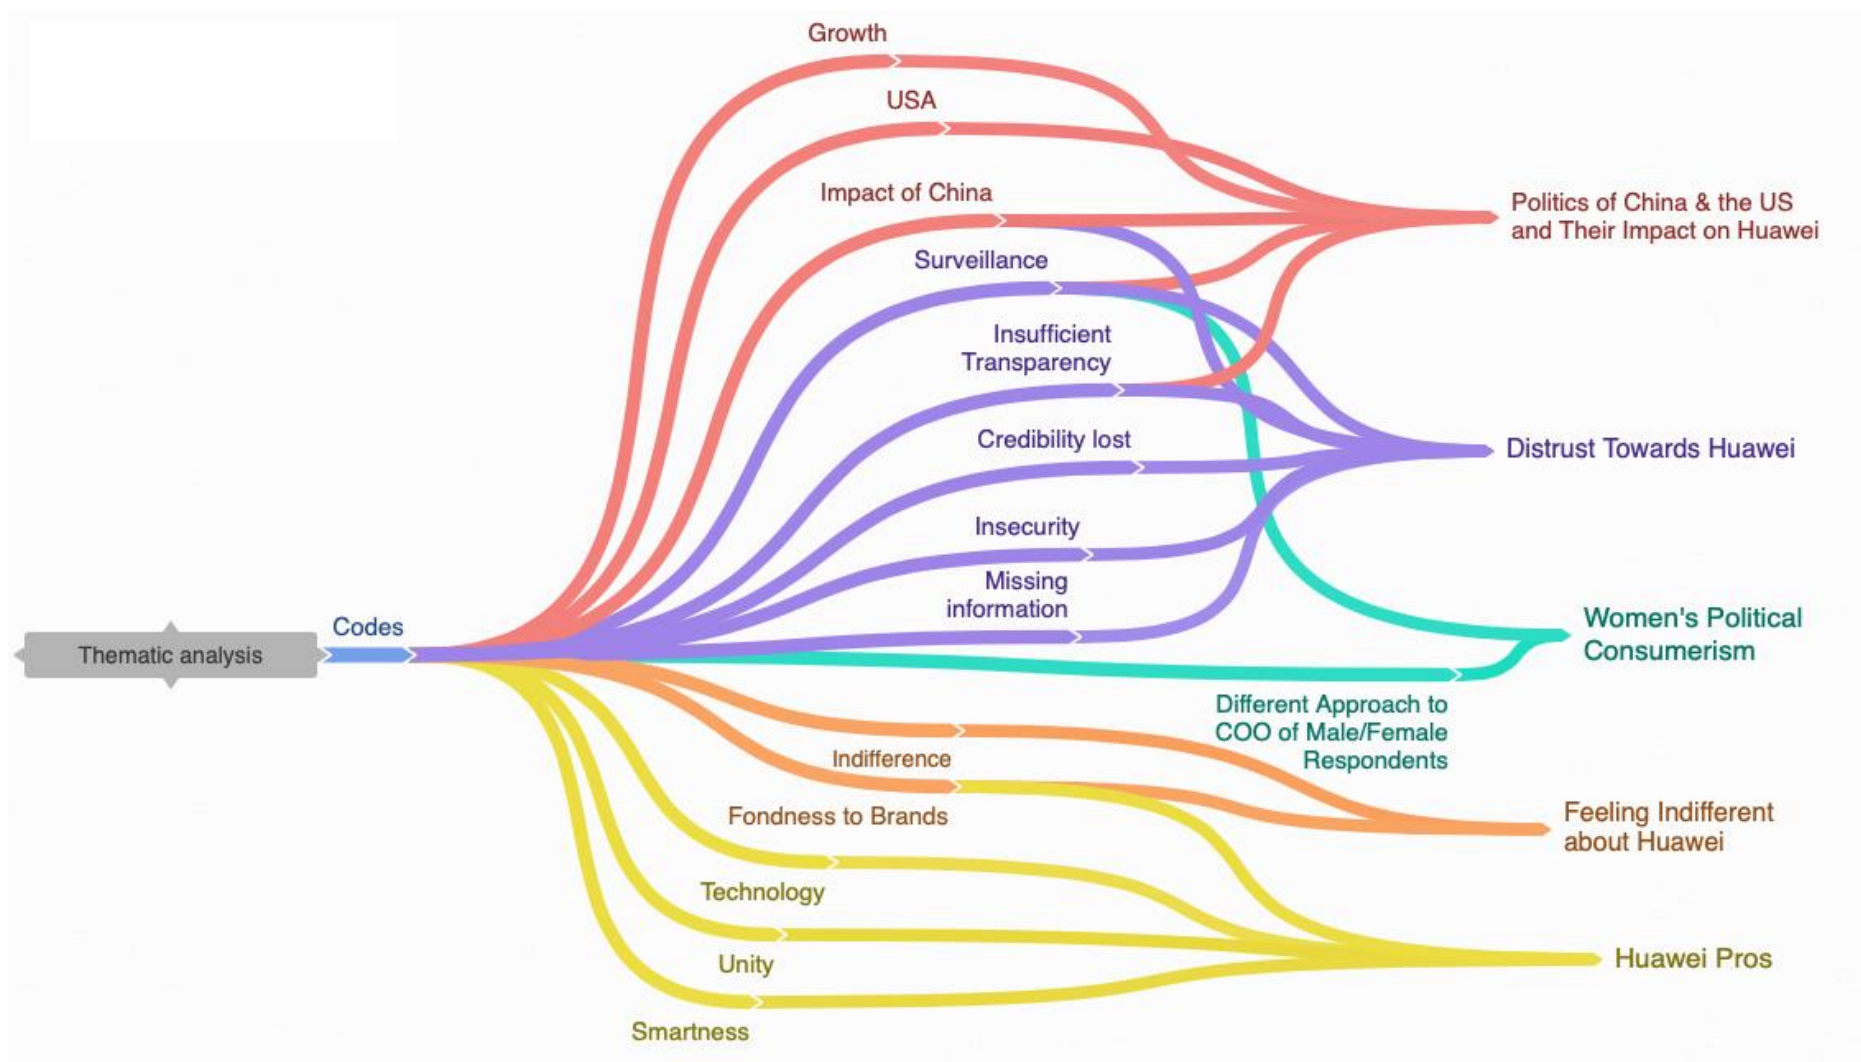 Growth
USA
Impact of China
Surveillance
Insufficient
Transparency
Credibility lost
Insecurity
Missing
information
Codes
Thematic analysis
Different Approach to
COO of Male/Female
Respondents
Indifference
Fondness to Brands
Technology
Unity
Smartness
Politics of China & the US
and Their Impact on Huawei
Distrust Towards Huawei
Women's Political
Consumerism
Feeling Indifferent
about Huawei
Huawei Pros